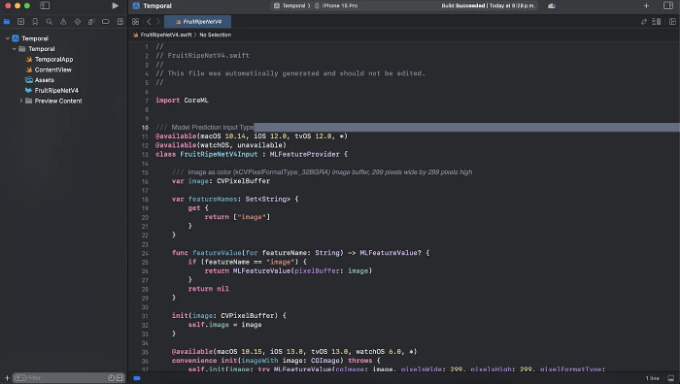 Temporal
Temporal
iPhone 15 Pro
Build Succeeded | Today at 8:28 p.m.
FruitRipeNetV4
FruitRipeNetV4.swift
No Selection
Temporal
Temporal
TemporalApp
ContentView
Assets
FruitRipeNetV4
Preview Content
1 //
2 // FruitRipeNetV4.swift
3 //
4 // This file was automatically generated and should not be edited.
5 //
6
7 import CoreML
8
9
10 /// Model Prediction Input Type
11 @available(macOS 10.14, iOS 12.0, tvOS 12.0, *)
12 @available(watchOS, unavailable)
13 class FruitRipeNetV4Input : MLFeatureProvider {
14
15 /// image as color (kCVPixelFormatType_32BGRA) image buffer, 299 pixels wide by 299 pixels high
16 var image: CVPixelBuffer
17
18 var featureNames: Set<String> {
19 get {
20 return ["image"]
21 }
22 }
23
24 func featureValue(for featureName: String) -> MLFeatureValue? {
25 if (featureName == "image") {
26 return MLFeatureValue(pixelBuffer: image)
27 }
28 return nil
29 }
30
31 init(image: CVPixelBuffer) {
32 self.image = image
33 }
34
35 @available(macOS 10.15, iOS 13.0, tvOS 13.0, watchOS 6.0, *)
36 convenience init(imageWith image: CGImage) throws {
37 self.init(image: try MLFeatureValue(cgImage: image, pixelsWide: 299, pixelsHigh: 299, pixelFormatType:
Filter
1 line